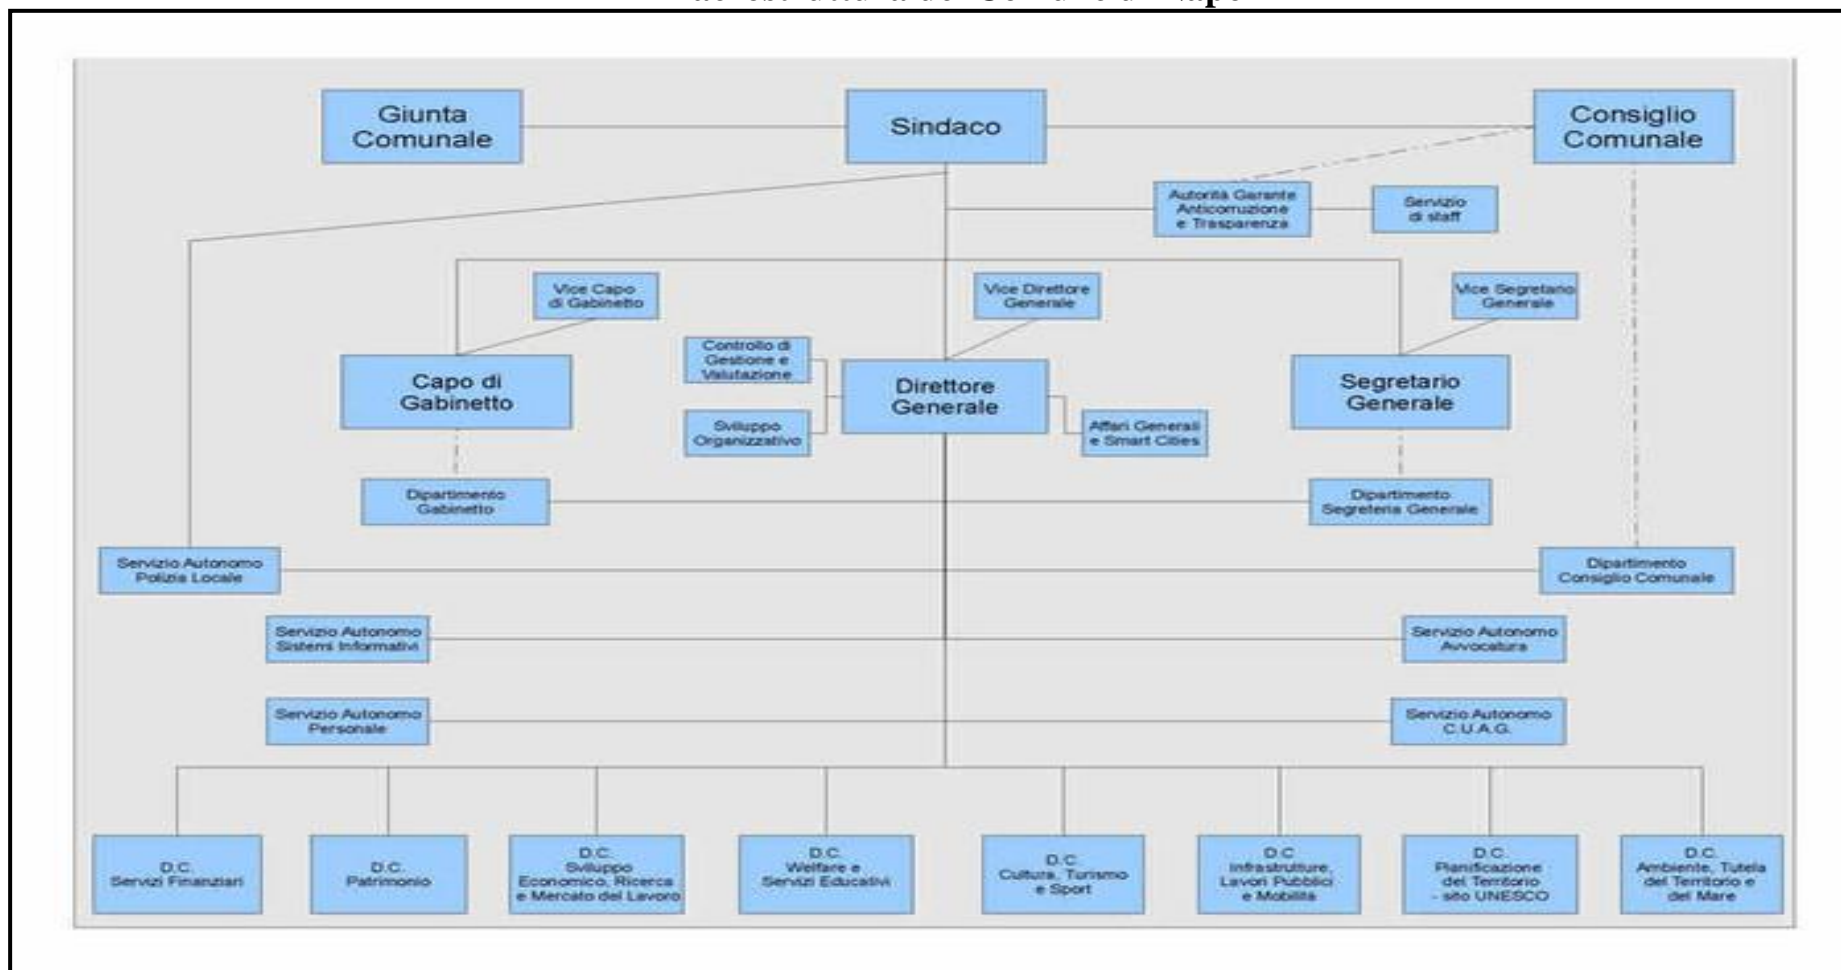 Giunta
Comunale
Sindaco
Consiglio
Comunale
Autorità Garante
Anticorruzione
e Trasparenza
Servizio
di staff
Vice Capo
di Gabinetto
Vice Direttore
Generale
Vice Segretario
Generale
Controllo di
Gestione e
Valutazione
Capo di
Gabinetto
Direttore
Generale
Segretario
Generale
Sviluppo
Organizzativo
Affari Generali
e Smart Cities
Dipartimento
Gabinetto
Dipartimento
Segreteria Generale
Servizio Autonomo
Polizia Locale
Dipartimento
Consiglio Comunale
Servizio Autonomo
Sistemi Informativi
Servizio Autonomo
Avvocatura
Servizio Autonomo
Personale
Servizio Autonomo
C.U.A.G.
D.C.
Servizi Finanziari
D.C.
Patrimonio
D.C.
Sviluppo
Economico, Ricerca
e Mercato del Lavoro
D.C.
Welfare e
Servizi Educativi
D.C.
Cultura, Turismo
e Sport
D.C
Infrastrutture,
Lavori Pubblici
e Mobilità
D.C.
Pianificazione
del Territorio
- sito UNESCO
D.C.
Ambiente, Tutela
del Territorio e
del Mare